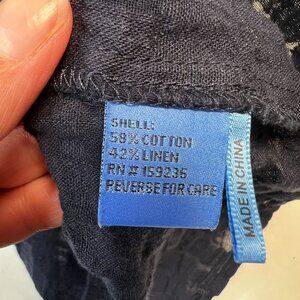 SHELL:
58% COTTON
42% LINEN
RN # 159236
REVERSE FOR CARE
MADE IN CHINA